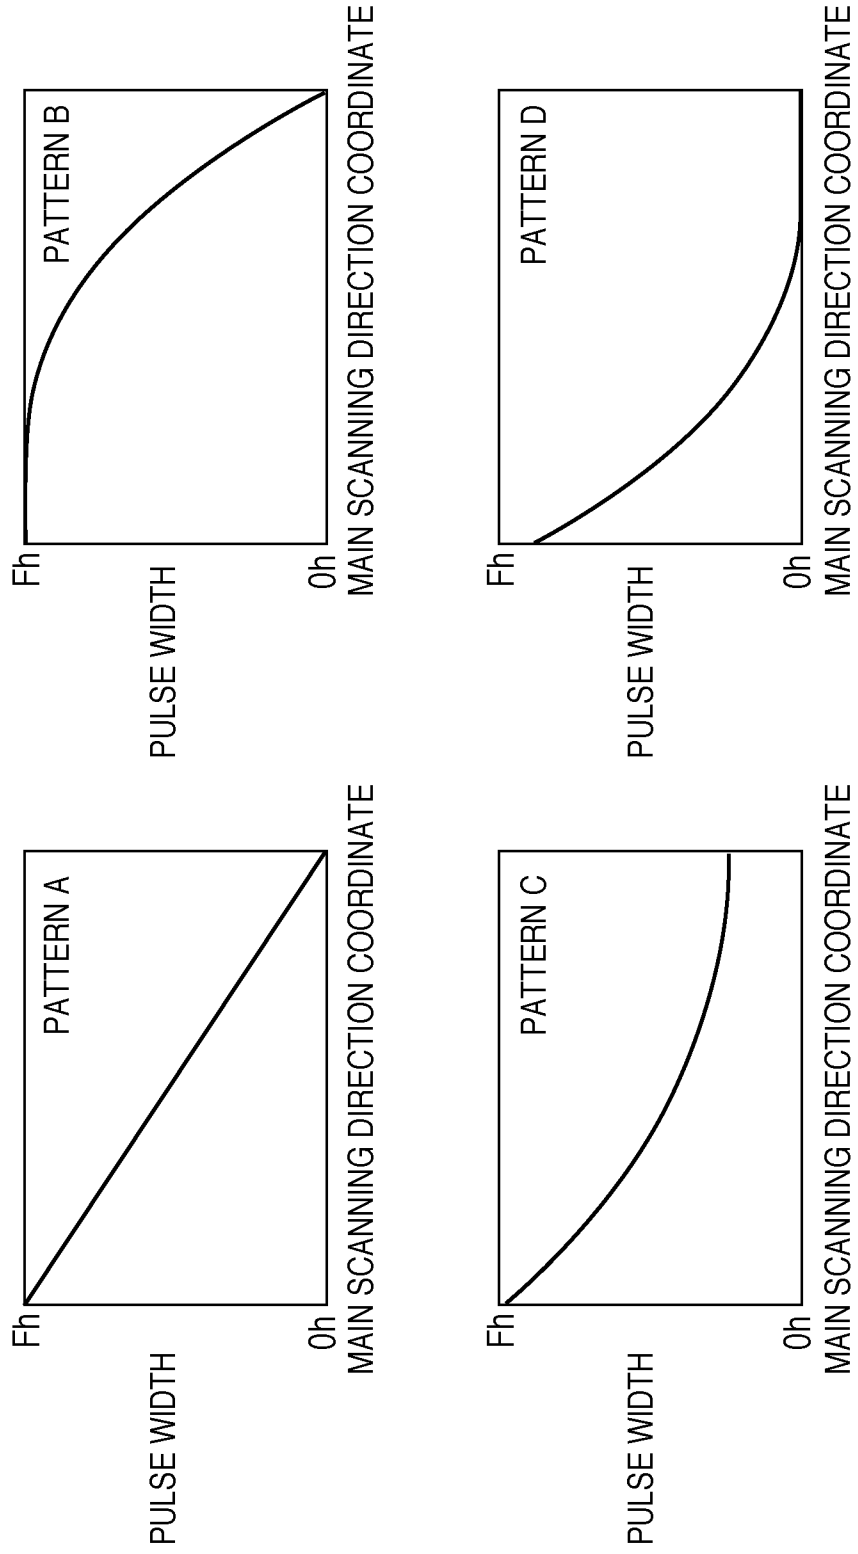 Fh
PATTERN A
PULSE WIDTH
0h
MAIN SCANNING DIRECTION COORDINATE
Fh
PATTERN B
PULSE WIDTH
0h
MAIN SCANNING DIRECTION COORDINATE
Fh
PATTERN C
PULSE WIDTH
0h
MAIN SCANNING DIRECTION COORDINATE
Fh
PATTERN D
PULSE WIDTH
0h
MAIN SCANNING DIRECTION COORDINATE